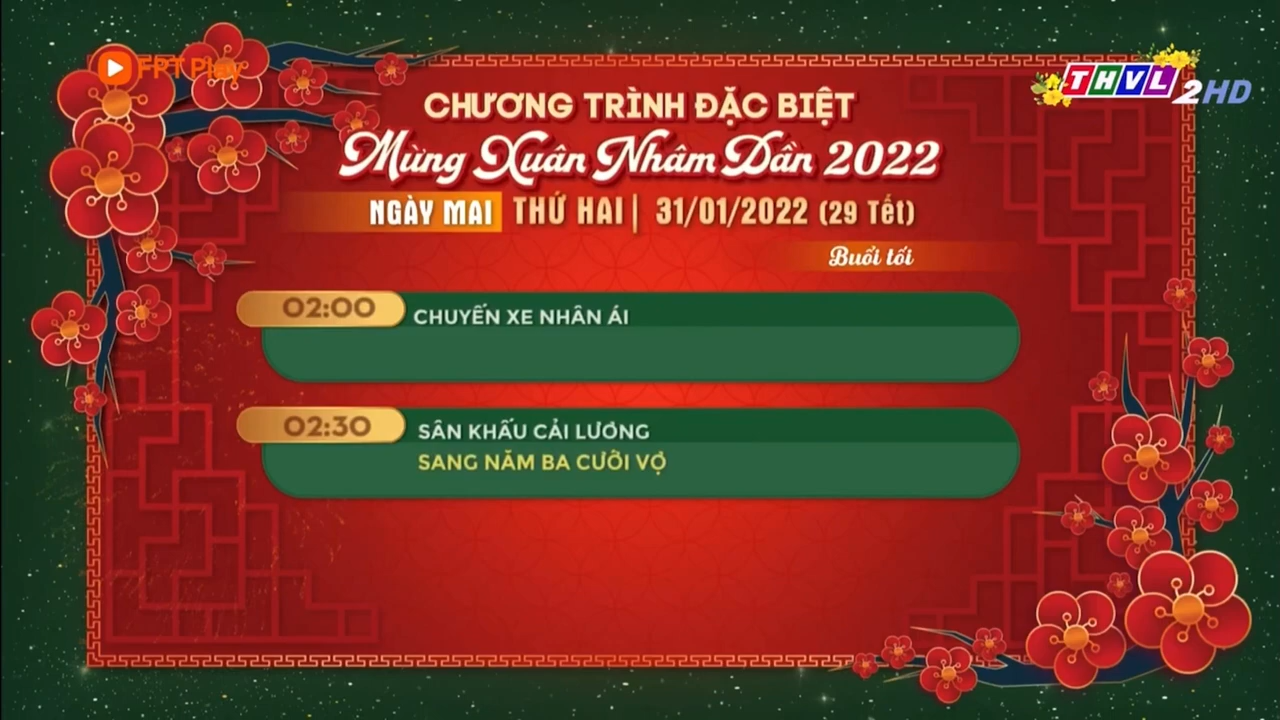 FPT Play
THVL 2HD
CHƯƠNG TRÌNH ĐẶC BIỆT
Mừng Xuân Nhâm Dần 2022
NGÀY MAI THỨ HAI | 31/01/2022 (29 Tết)
Buổi tối
02:00 CHUYẾN XE NHÂN ÁI
02:30 SÂN KHẤU CẢI LƯƠNG
SANG NĂM BA CƯỚI VỢ